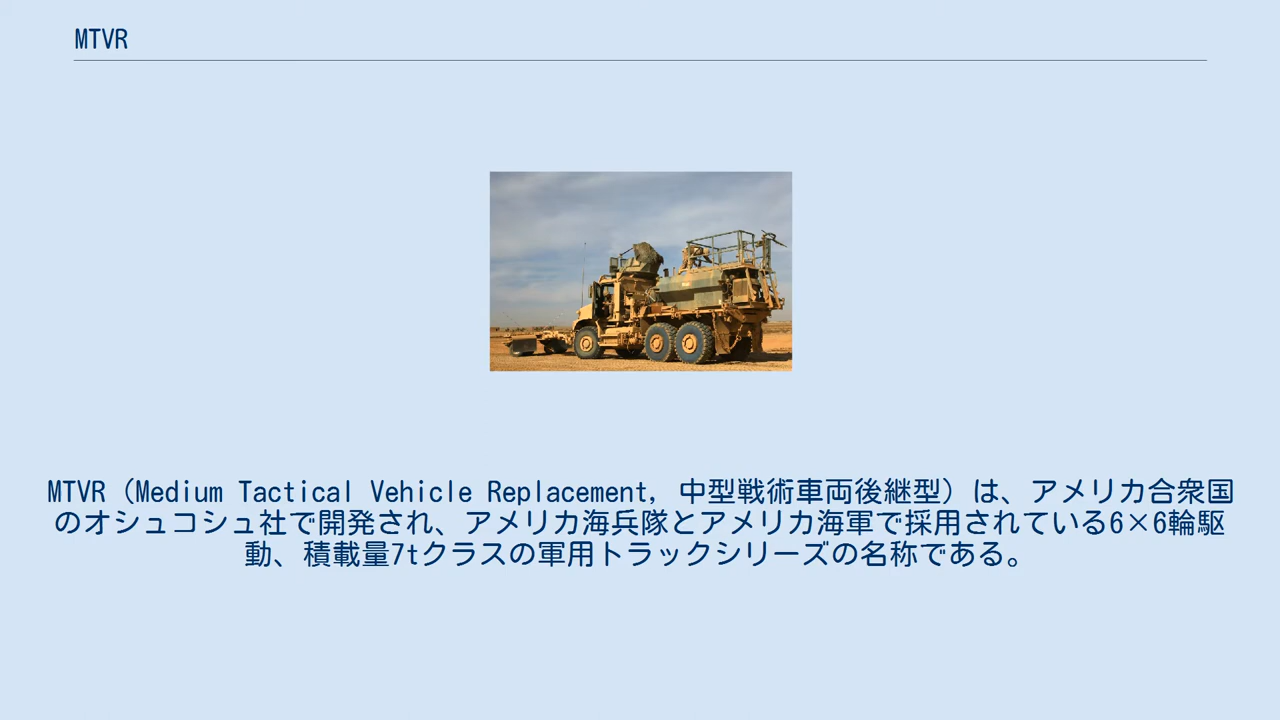 MTVR
MTVR（Medium Tactical Vehicle Replacement, 中型戦術車両後継型）は、アメリカ合衆国
のオシュコシュ社で開発され、アメリカ海兵隊とアメリカ海軍で採用されている6×6輪駆
動、積載量7tクラスの軍用トラックシリーズの名称である。